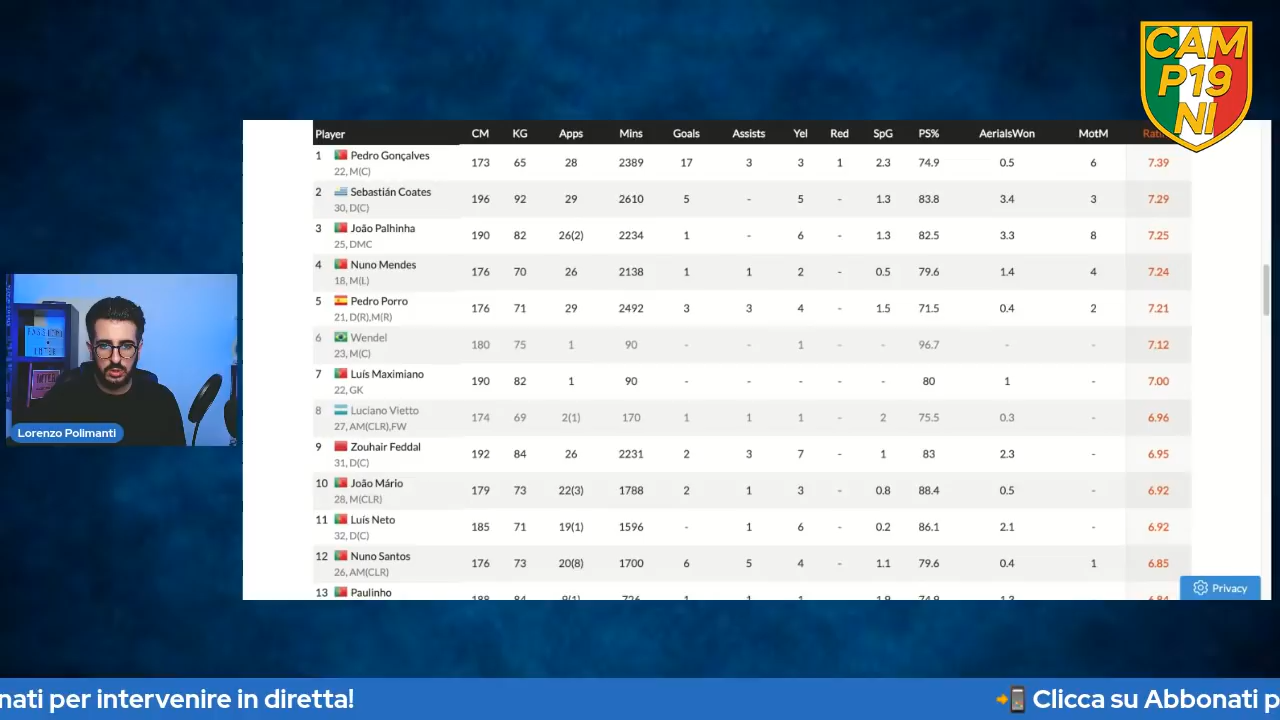 CAM
P19
NI
Player CM KG Apps Mins Goals Assists Yel Red SpG PS% AerialsWon MotM
1 Pedro Gonçalves 173 65 28 2389 17 3 3 1 2.3 74.9 0.5 6 7.39
22, M(C)
2 Sebastián Coates 196 92 29 2610 5 - 5 - 1.3 83.8 3.4 3 7.29
30, D(C)
3 João Palhinha 190 82 26(2) 2234 1 - 6 - 1.3 82.5 3.3 8 7.25
25, DMC
4 Nuno Mendes 176 70 26 2138 1 1 2 - 0.5 79.6 1.4 4 7.24
18, M(L)
5 Pedro Porro 176 71 29 2492 3 3 4 - 1.5 71.5 0.4 2 7.21
21, D(R),M(R)
6 Wendel 180 75 1 90 - - 1 - - 96.7 - - 7.12
23, M(C)
7 Luís Maximiano 190 82 1 90 - - - - - 80 1 - 7.00
22, GK
8 Luciano Vietto 174 69 2(1) 170 1 1 1 - 2 75.5 0.3 - 6.96
27, AM(CLR),FW
9 Zouhair Feddal 192 84 26 2231 2 3 7 - 1 83 2.3 - 6.95
31, D(C)
10 João Mário 179 73 22(3) 1788 2 1 3 - 0.8 88.4 0.5 - 6.92
28, M(CLR)
11 Luís Neto 185 71 19(1) 1596 - 1 6 - 0.2 86.1 2.1 - 6.92
32, D(C)
12 Nuno Santos 176 73 20(8) 1700 6 5 4 - 1.1 79.6 0.4 1 6.85
26, AM(CLR)
13 Paulinho
Privacy
Lorenzo Polimanti
nati per intervenire in diretta! Clicca su Abbonati p